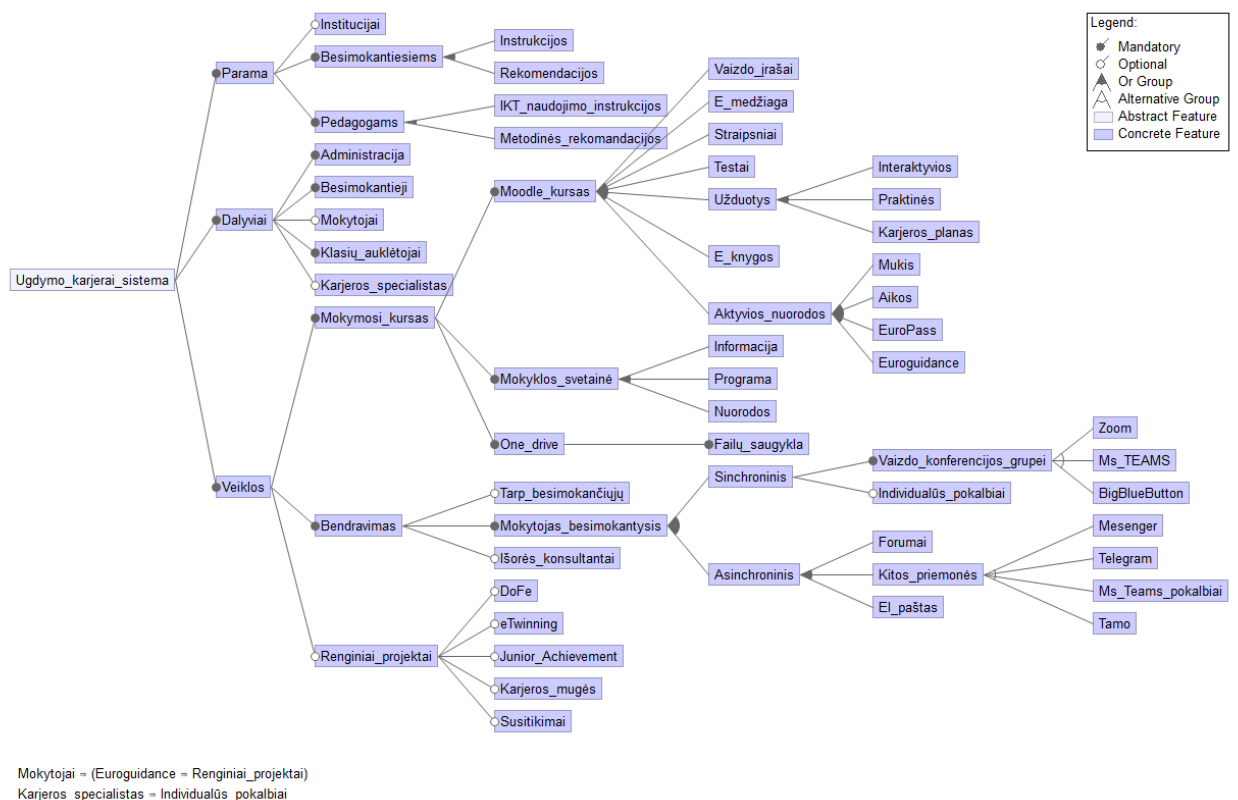 Legend:
Mandatory
Optional
Or Group
Alternative Group
Abstract Feature
Concrete Feature
Ugdymo_karjerai_sistema
Parama
Institucijai
Besimokantiesiems
Instrukcijos
Rekomendacijos
Pedagogams
IKT_naudojimo_instrukcijos
Metodinės_rekomandacijos
Dalyviai
Administracija
Besimokantieji
Mokytojai
Klasių_auklėtojai
Karjeros_specialistas
Veiklos
Mokymosi_kursas
Moodle_kursas
Vaizdo_įrašai
E_medžiaga
Straipsniai
Testai
Užduotys
Interaktyvios
Praktinės
Karjeros_planas
E_knygos
Aktyvios_nuorodos
Mukis
Aikos
EuroPass
Euroguidance
Mokyklos_svetainė
Informacija
Programa
Nuorodos
One_drive
Failų_saugykla
Bendravimas
Tarp_besimokančiųjų
Mokytojas_besimokantysis
Sinchroninis
Vaizdo_konferencijos_grupei
Zoom
Ms_TEAMS
BigBlueButton
Individualūs_pokalbiai
Asinchroninis
Forumai
Kitos_priemonės
Mesenger
Telegram
Ms_Teams_pokalbiai
Tamo
El_paštas
Išorės_konsultantai
Renginiai_projektai
DoFe
eTwinning
Junior_Achievement
Karjeros_mugės
Susitikimai
Mokytojai ⇒ (Euroguidance ⇒ Renginiai_projektai)
Karjeros_specialistas ⇒ Individualūs_pokalbiai